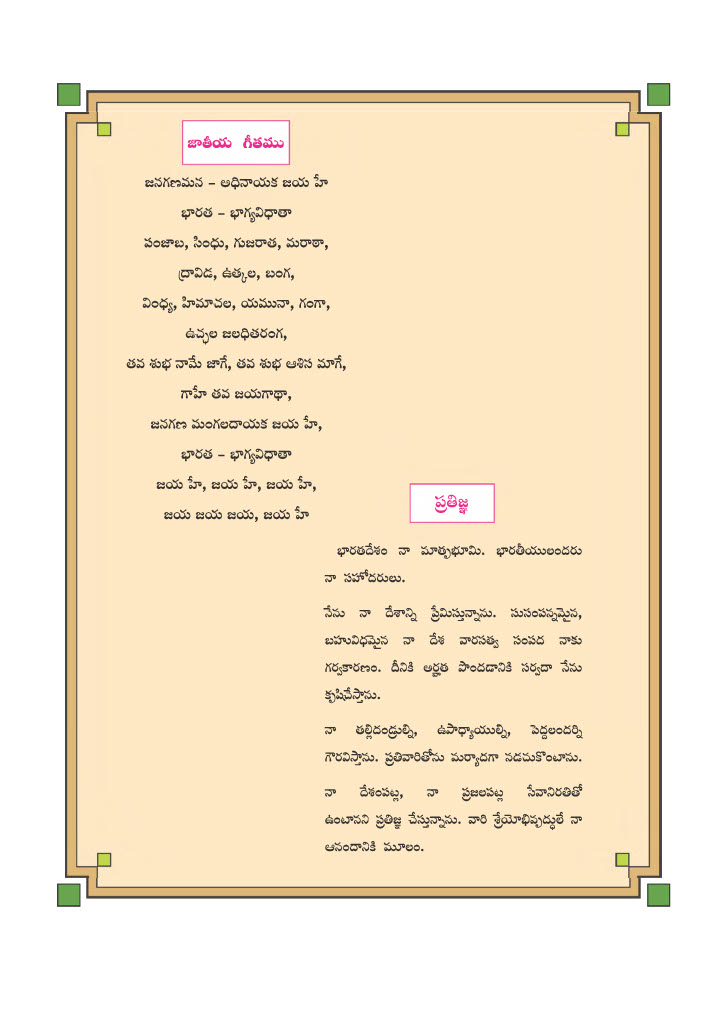 జాతీయ గీతము
జనగణమన – అధినాయక జయ హే
భారత – భాగ్యవిధాతా
పంజాబ, సింధు, గుజరాత, మరాఠా,
ద్రావిడ, ఉత్కల, బంగ,
వింధ్య, హిమాచల, యమునా, గంగా,
ఉచ్ఛల జలధితరంగ,
తవ శుభ నామే జాగే, తవ శుభ ఆశిస మాగే,
గాహే తవ జయగాథా,
జనగణ మంగలదాయక జయ హే,
భారత – భాగ్యవిధాతా
జయ హే, జయ హే, జయ హే,
జయ జయ జయ, జయ హే
ప్రతిజ్ఞ
భారతదేశం నా మాతృభూమి. భారతీయులందరు
నా సహోదరులు.
నేను నా దేశాన్ని ప్రేమిస్తున్నాను. సుసంపన్నమైన,
బహువిధమైన నా దేశ వారసత్వ సంపద నాకు
గర్వకారణం. దీనికి అర్హత పొందడానికి సర్వదా నేను
కృషిచేస్తాను.
నా తల్లిదండ్రుల్ని, ఉపాధ్యాయుల్ని, పెద్దలందర్ని
గౌరవిస్తాను. ప్రతివారితోను మర్యాదగా నడచుకొంటాను.
నా దేశంపట్ల, నా ప్రజలపట్ల సేవానిరతితో
ఉంటానని ప్రతిజ్ఞ చేస్తున్నాను. వారి శ్రేయోభివృద్ధులే నా
ఆనందానికి మూలం.